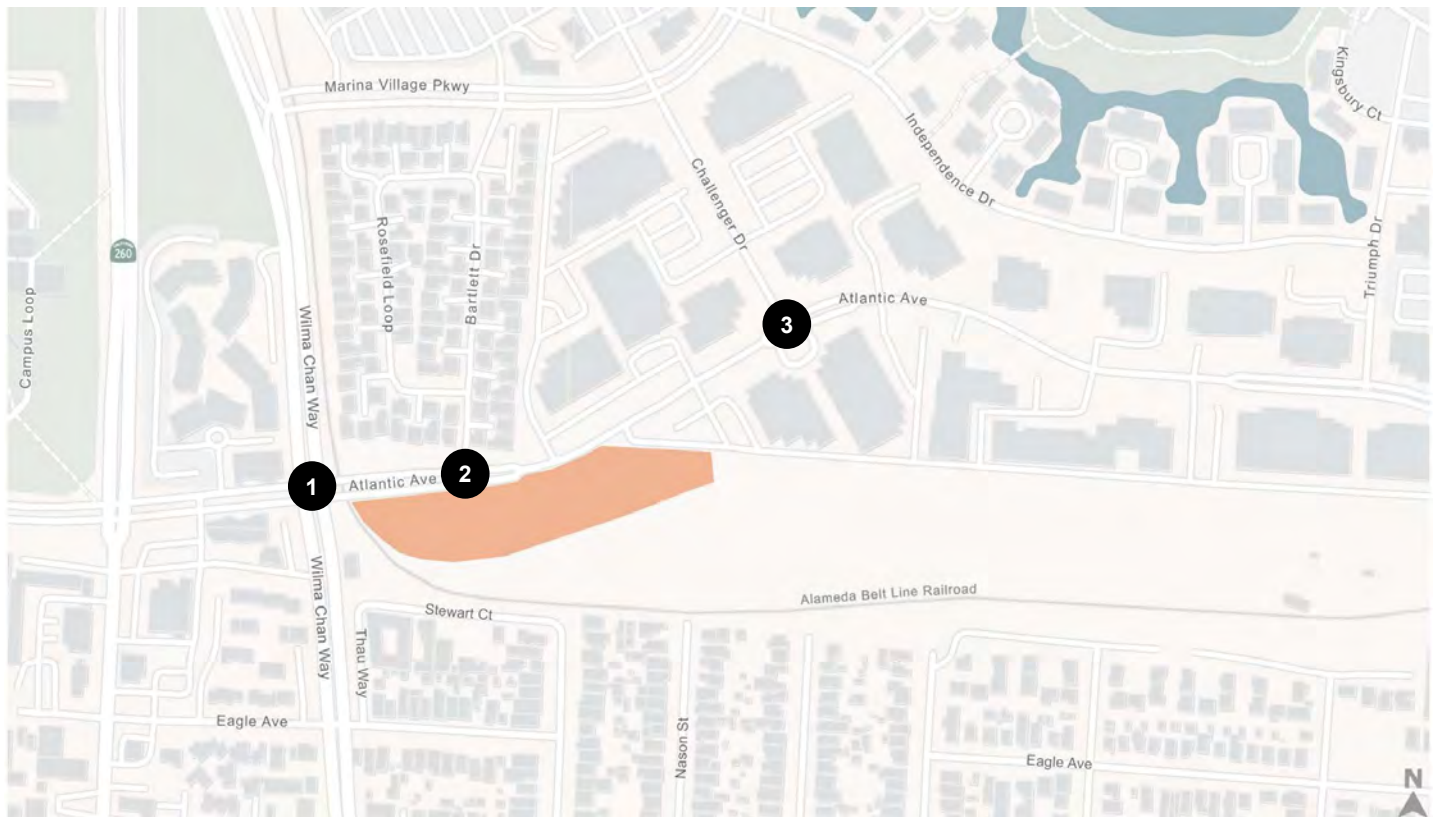 Marina Village Pkwy
Kingsbury Ct
Independence Dr
Challenger Dr
Rosefield Loop
Bartlett Dr
260
Triumph Dr
Campus Loop
Wilma Chan Way
Atlantic Ave
3
1
Atlantic Ave
2
Wilma Chan Way
Alameda Belt Line Railroad
Stewart Ct
Thau Way
Eagle Ave
Nason St
Eagle Ave
N